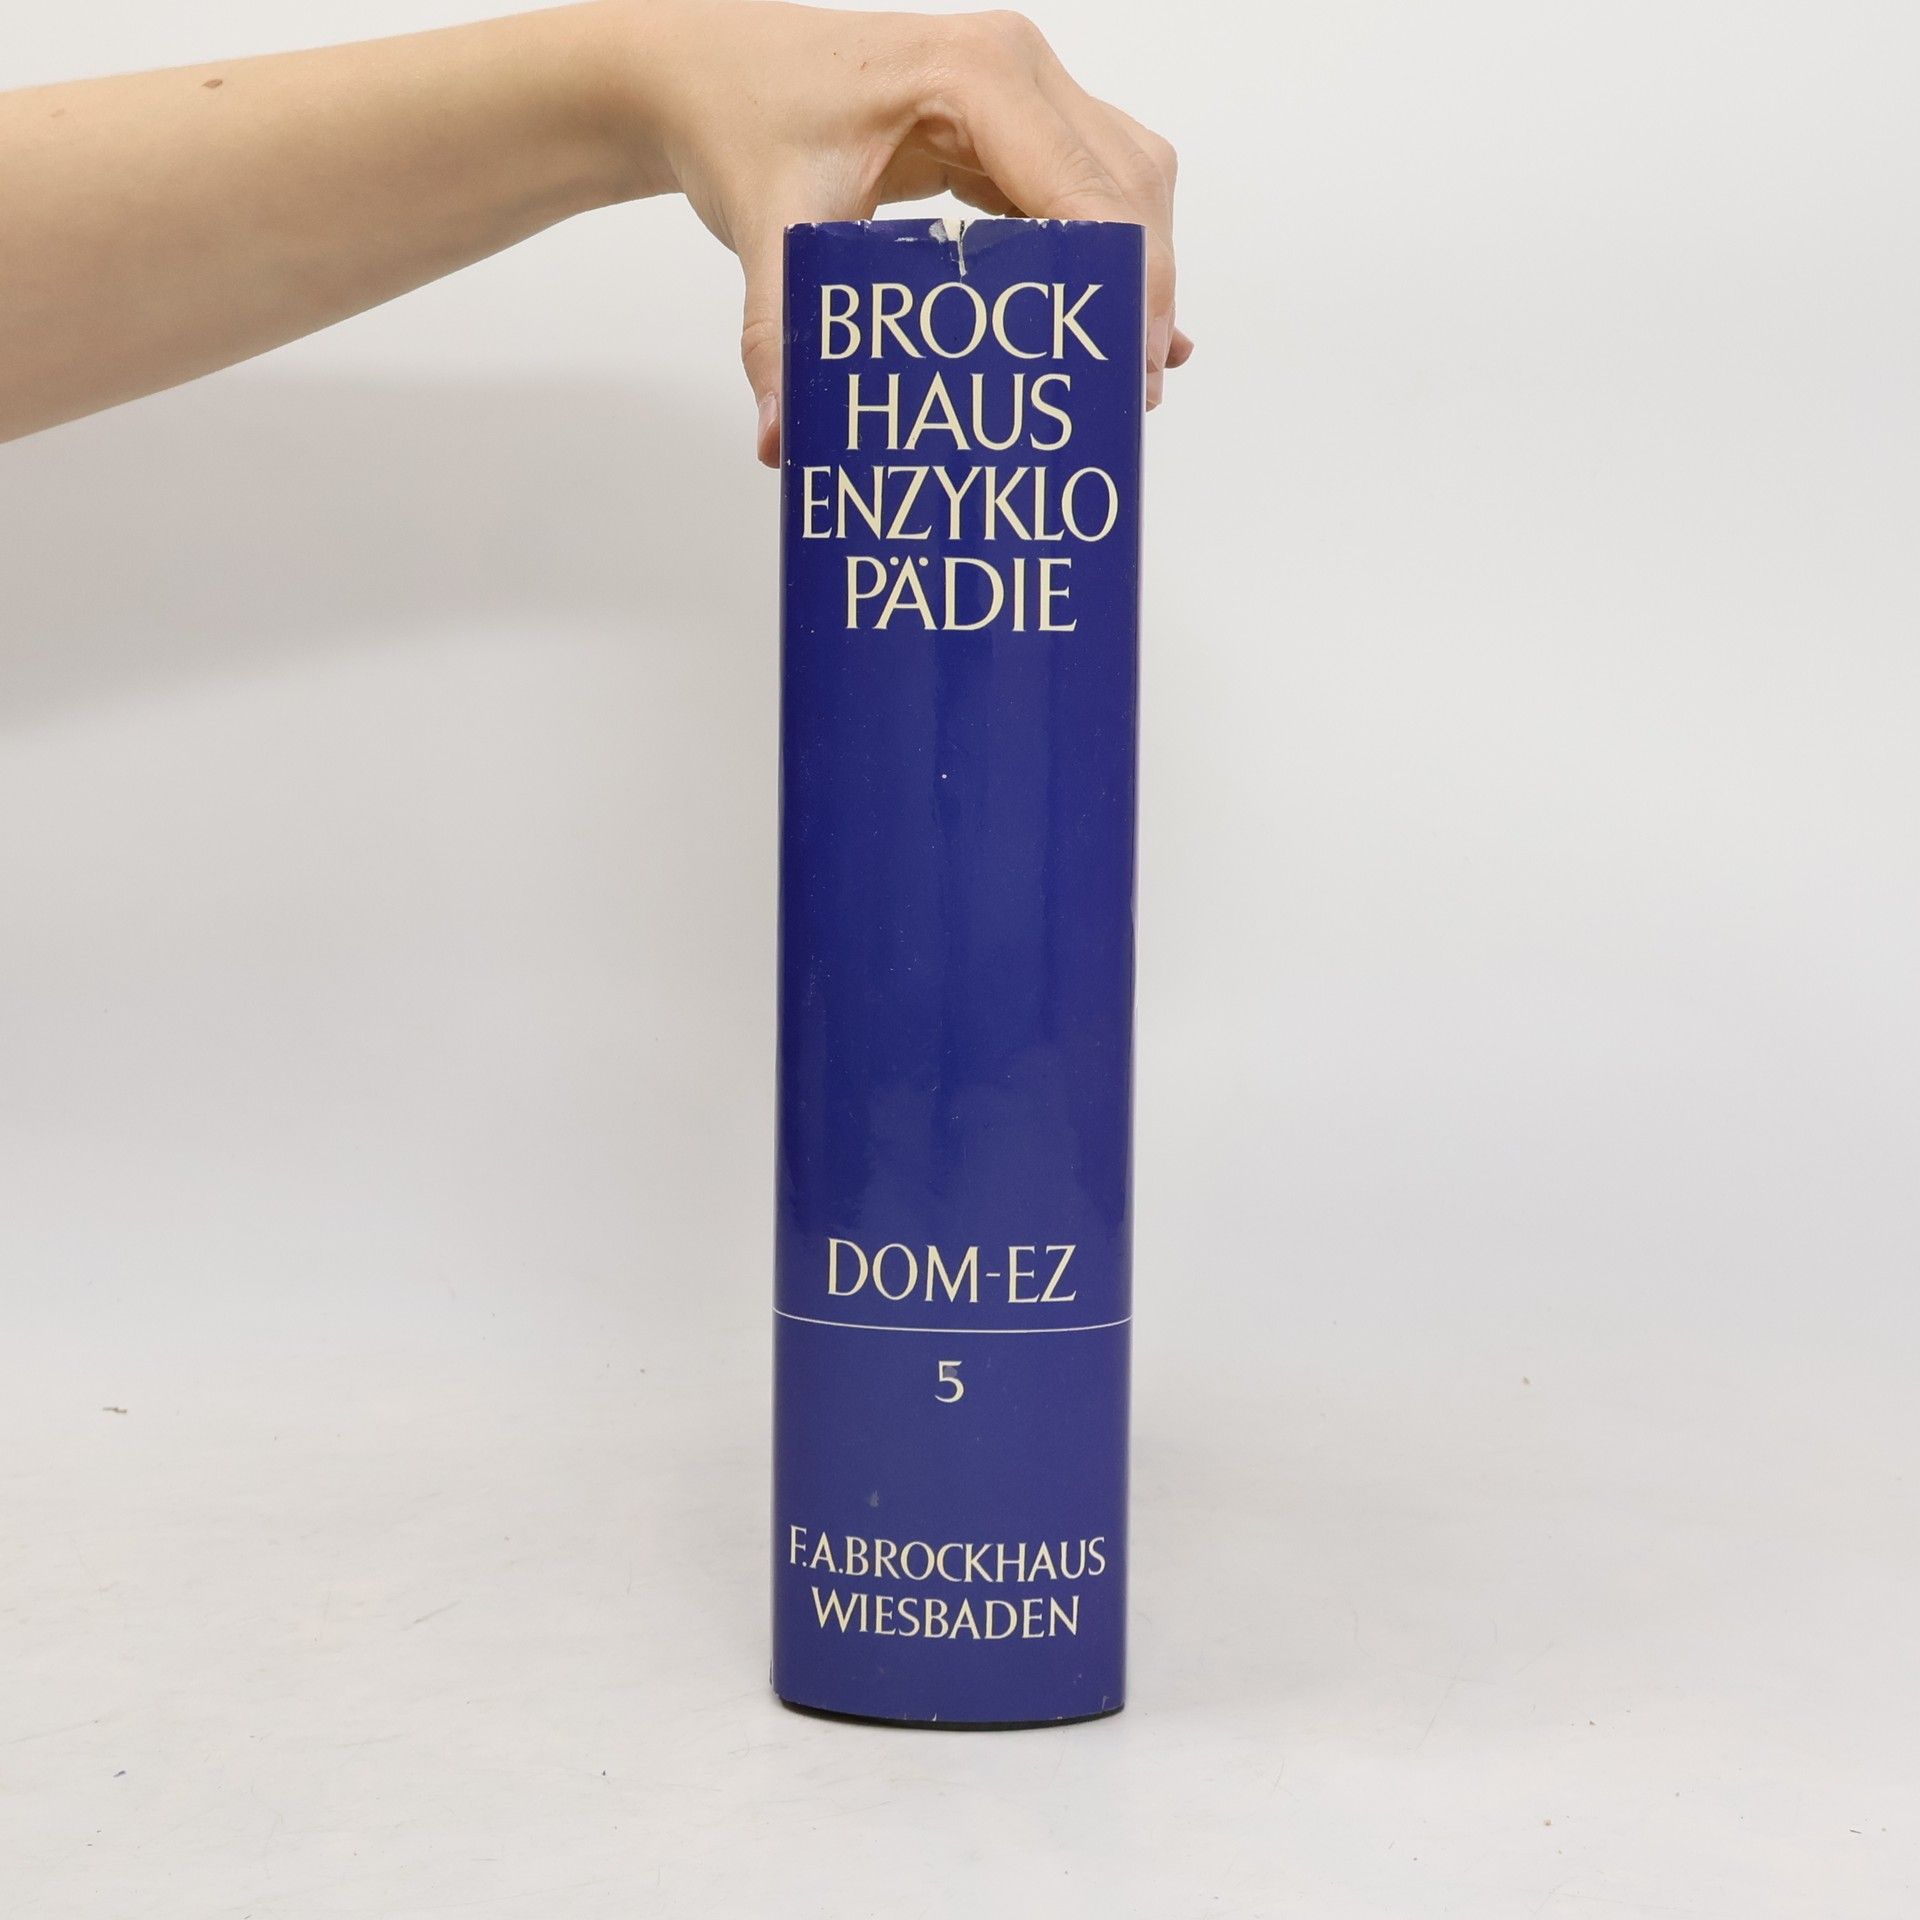 BROCK
HAUS
ENZYKLO
PÄDIE
DOM-EZ
5
F.A.BROCKHAUS
WIESBADEN